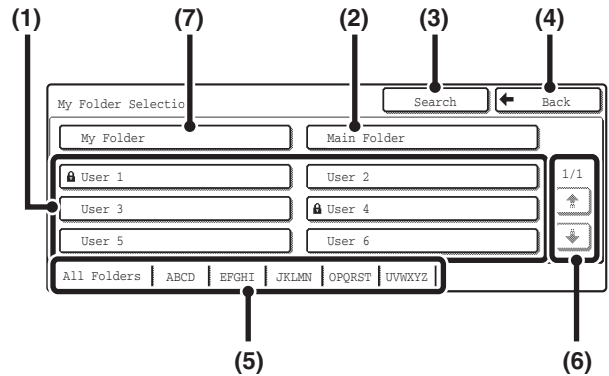 (1) (7) (2) (3) (4)
My Folder Selectio Search Back
My Folder Main Folder
User 1 User 2 1/1
User 3 User 4
User 5 User 6
All Folders ABCD EFGHI JKLMN OPQRST UVWXYZ
(5) (6)